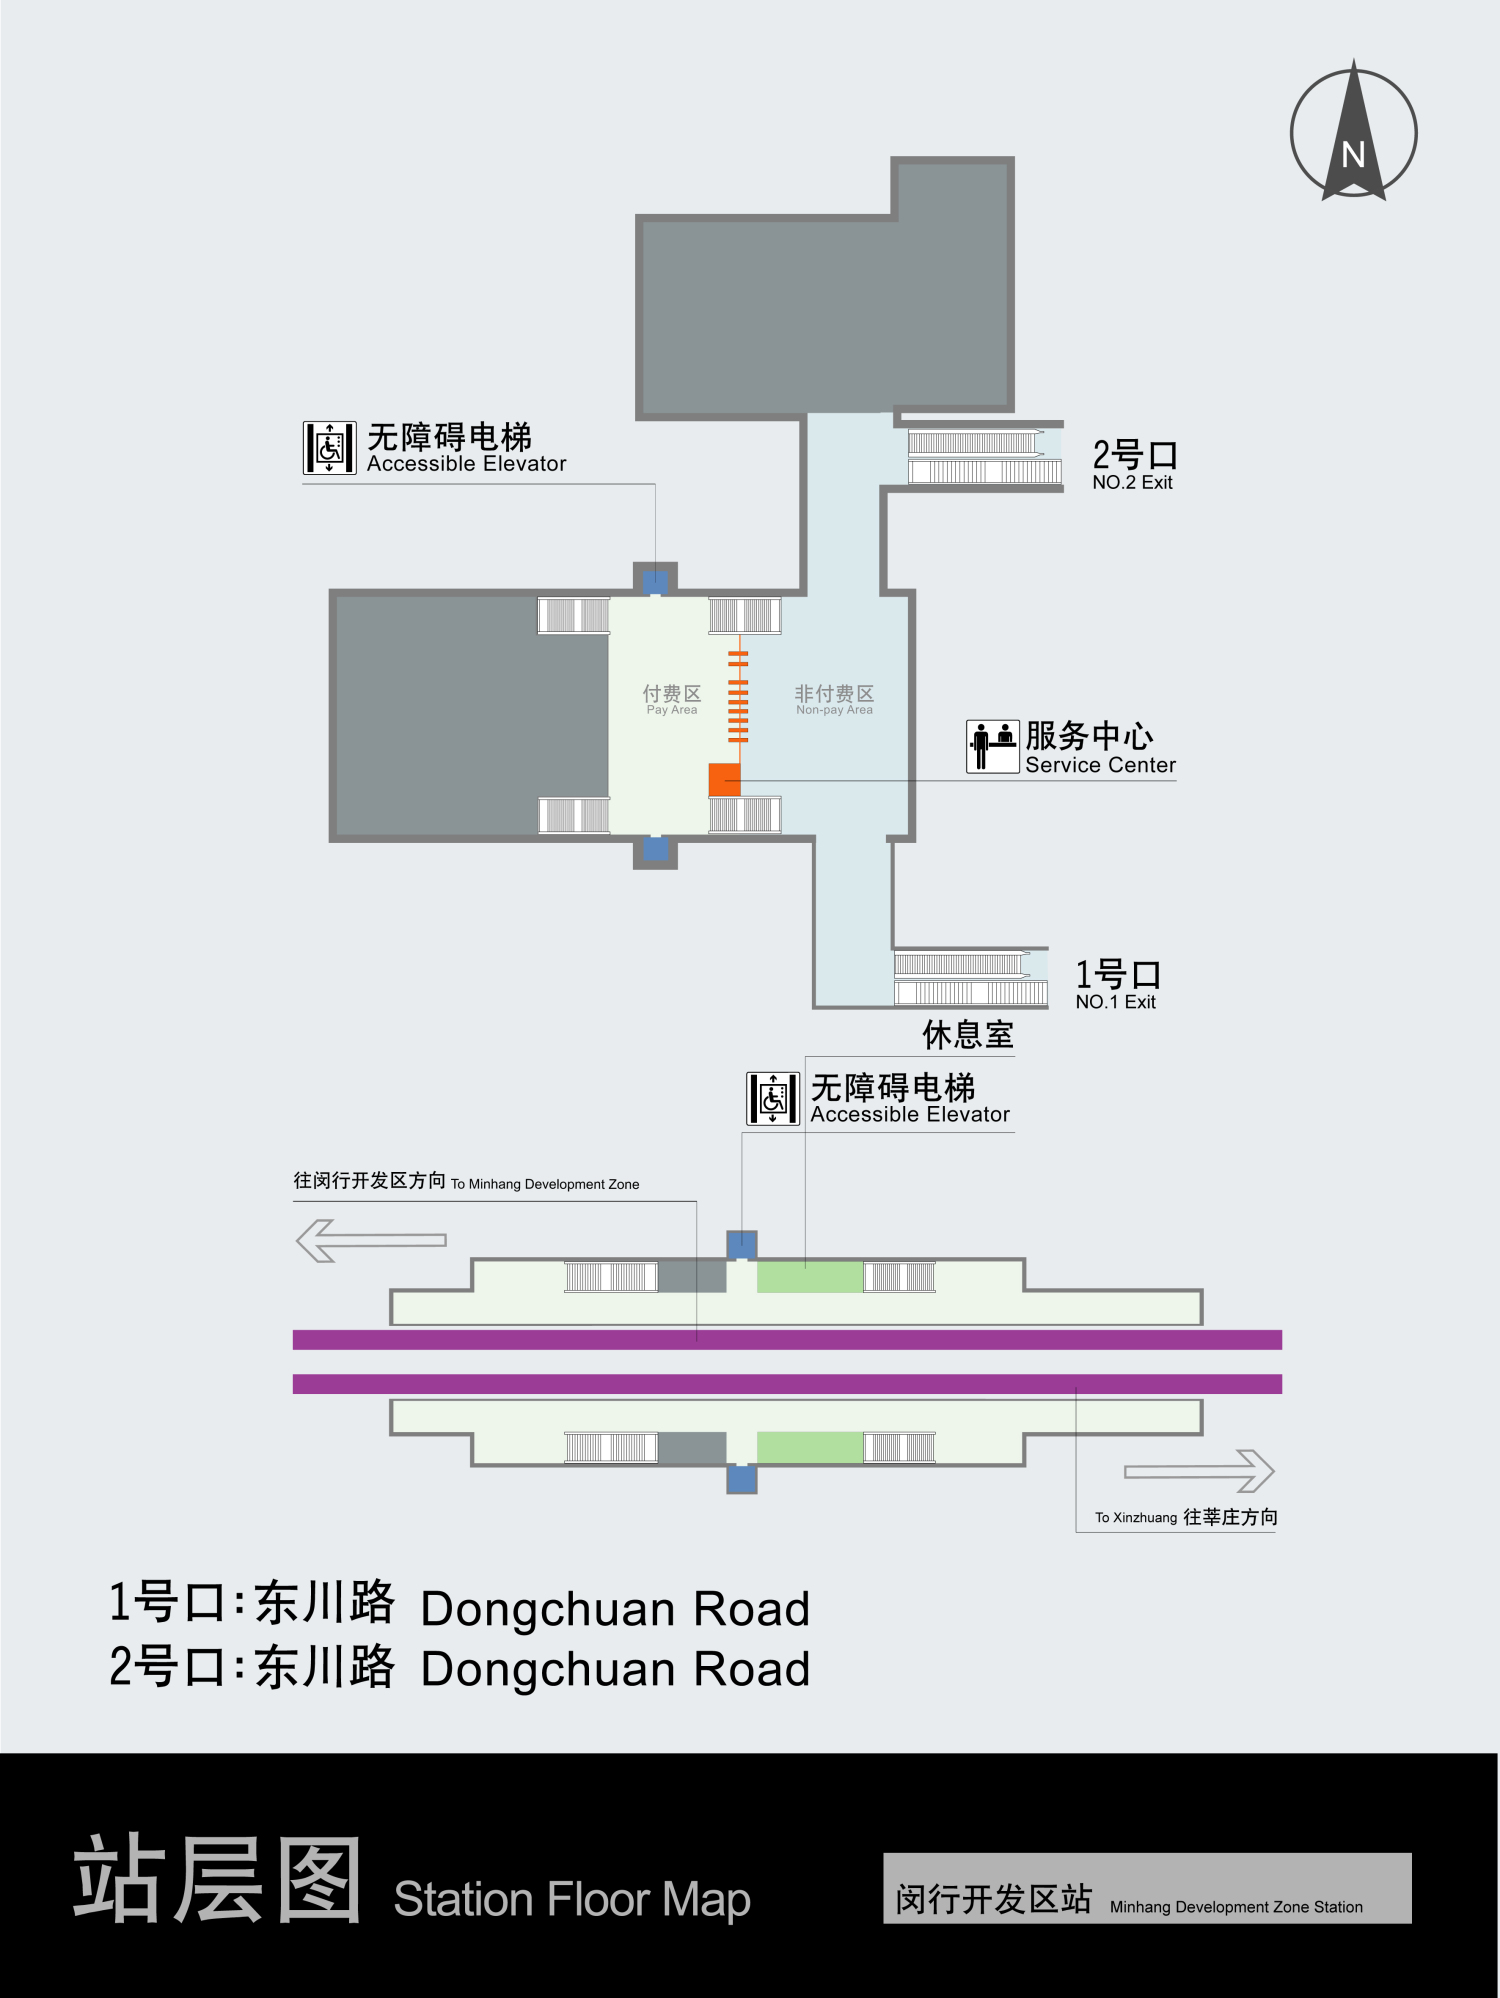 N
无障碍电梯
Accessible Elevator
2号口
NO.2 Exit
付费区
Pay Area
非付费区
Non-pay Area
服务中心
Service Center
1号口
NO.1 Exit
休息室
无障碍电梯
Accessible Elevator
往闵行开发区方向 To Minhang Development Zone
To Xinzhuang 往莘庄方向
1号口：东川路 Dongchuan Road
2号口：东川路 Dongchuan Road
站层图 Station Floor Map
闵行开发区站 Minhang Development Zone Station